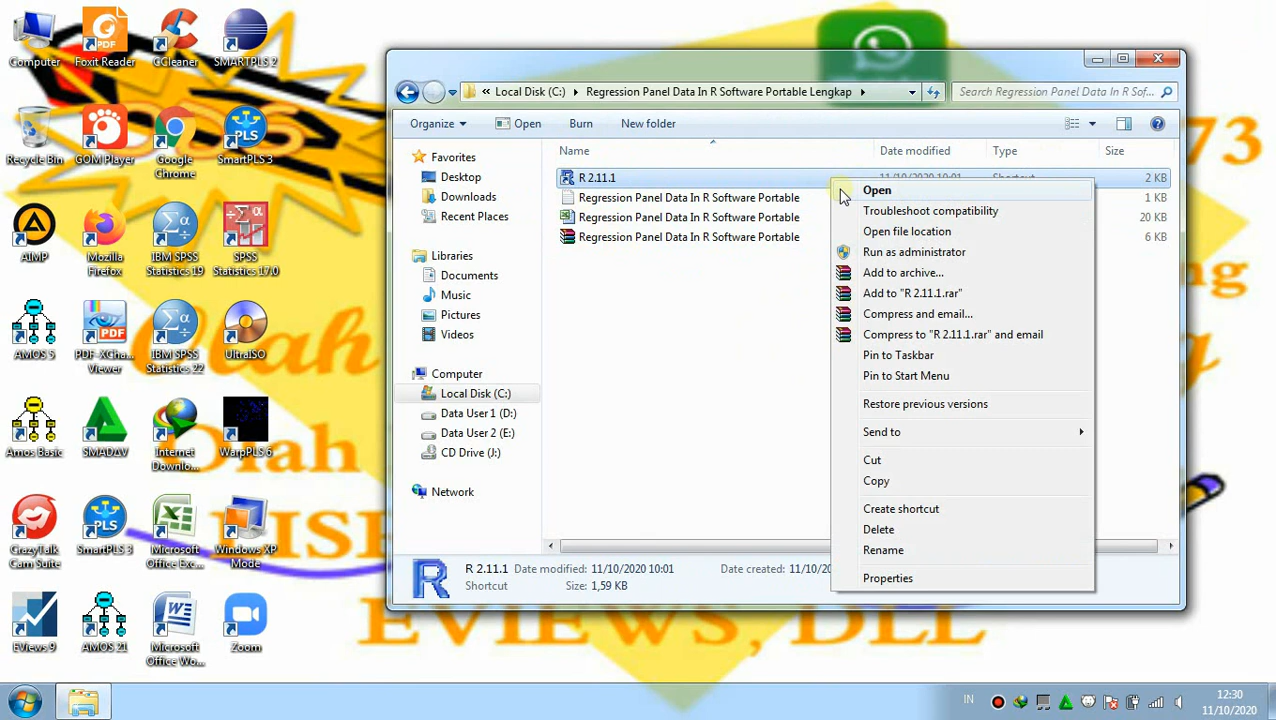 Computer
Foxit Reader
CCleaner
SMARTPLS 2
Recycle Bin
GOM Player
Google
Chrome
SmartPLS 3
AIMP
Mozilla
Firefox
IBM SPSS
Statistics 19
SPSS
Statistics 17.0
AMOS 5
PDF-XCha...
Viewer
IBM SPSS
Statistics 22
UltraISO
Amos Basic
SMADAV
Internet
Downlo...
WarpPLS 6
CrazyTalk
Cam Suite
SmartPLS 3
Microsoft
Office Exc...
Windows XP
Mode
EViews 9
AMOS 21
Microsoft
Office Wo...
Zoom
73
Olah
Olah
ng
EVIEWS, DLL
« Local Disk (C:) ▸ Regression Panel Data In R Software Portable Lengkap ▸
Search Regression Panel Data In R Sof...
Organize
Open
Burn
New folder
Name
Date modified
Type
Size
R 2.11.1
11/10/2020 10:01
Shortcut
2 KB
Regression Panel Data In R Software Portable
1 KB
Regression Panel Data In R Software Portable
20 KB
Regression Panel Data In R Software Portable
6 KB
Favorites
Desktop
Downloads
Recent Places
Libraries
Documents
Music
Pictures
Videos
Computer
Local Disk (C:)
Data User 1 (D:)
Data User 2 (E:)
CD Drive (J:)
Network
Open
Troubleshoot compatibility
Open file location
Run as administrator
Add to archive...
Add to "R 2.11.1.rar"
Compress and email...
Compress to "R 2.11.1.rar" and email
Pin to Taskbar
Pin to Start Menu
Restore previous versions
Send to
Cut
Copy
Create shortcut
Delete
Rename
Properties
R 2.11.1 Date modified: 11/10/2020 10:01 Date created: 11/10/20
Shortcut Size: 1,59 KB
IN
12:30
11/10/2020